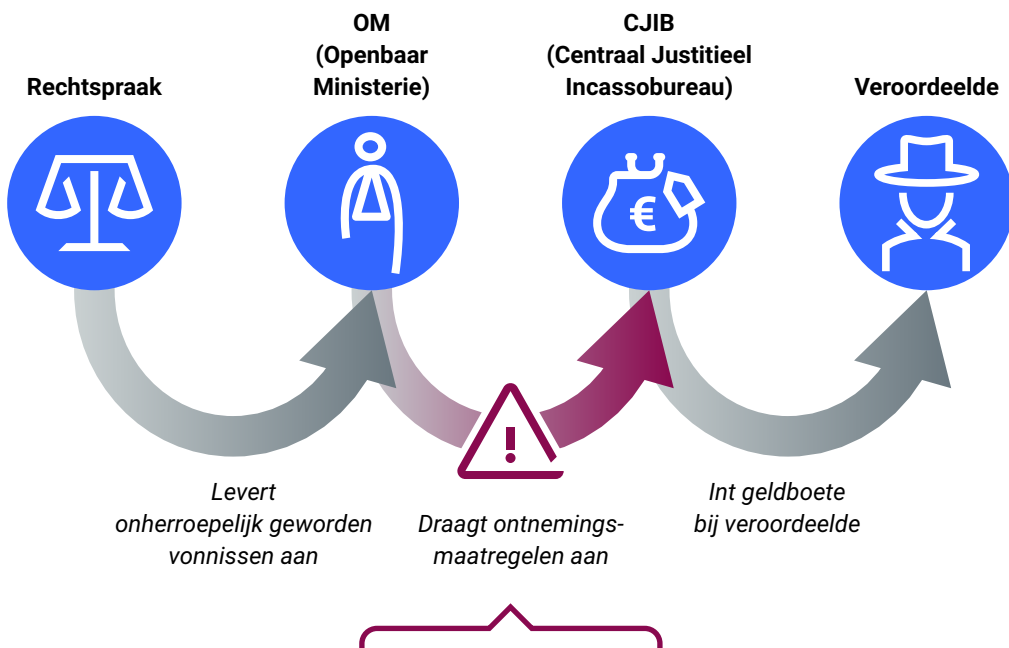 Rechtspraak
OM
(Openbaar
Ministerie)
CJIB
(Centraal Justitieel
Incassobureau)
Veroordeelde
€
!
Levert
onherroepelijk geworden
vonnissen aan
Draagt ontnemings-
maatregelen aan
Int geldboete
bij veroordeelde